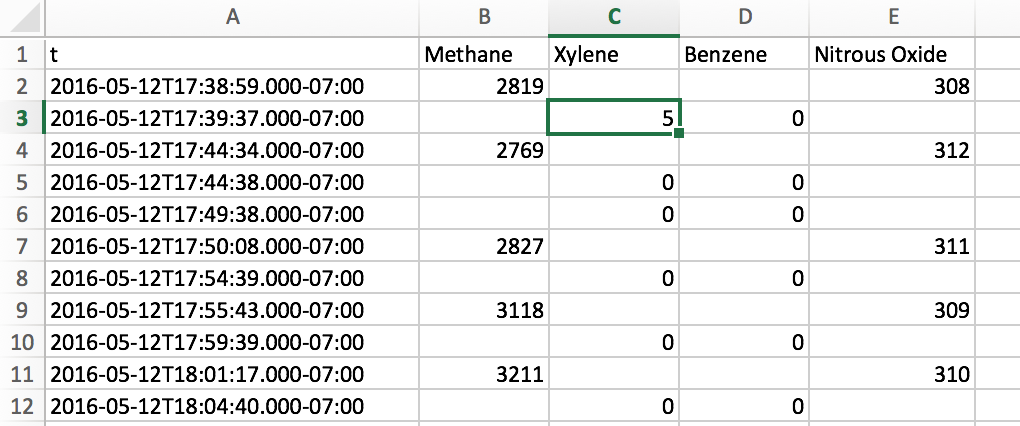 A B C D E
1 t Methane Xylene Benzene Nitrous Oxide
2 2016-05-12T17:38:59.000-07:00 2819 308
3 2016-05-12T17:39:37.000-07:00 5 0
4 2016-05-12T17:44:34.000-07:00 2769 312
5 2016-05-12T17:44:38.000-07:00 0 0
6 2016-05-12T17:49:38.000-07:00 0 0
7 2016-05-12T17:50:08.000-07:00 2827 311
8 2016-05-12T17:54:39.000-07:00 0 0
9 2016-05-12T17:55:43.000-07:00 3118 309
10 2016-05-12T17:59:39.000-07:00 0 0
11 2016-05-12T18:01:17.000-07:00 3211 310
12 2016-05-12T18:04:40.000-07:00 0 0